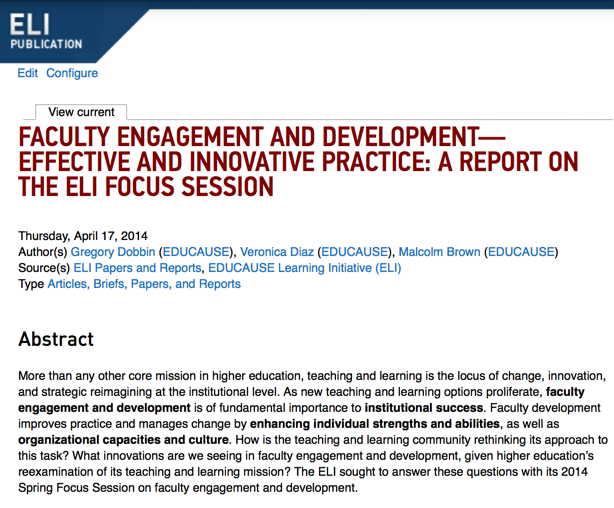 ELI
PUBLICATION
Edit Configure
View current
FACULTY ENGAGEMENT AND DEVELOPMENT—
EFFECTIVE AND INNOVATIVE PRACTICE: A REPORT ON
THE ELI FOCUS SESSION
Thursday, April 17, 2014
Author(s) Gregory Dobbin (EDUCAUSE), Veronica Diaz (EDUCAUSE), Malcolm Brown (EDUCAUSE)
Source(s) ELI Papers and Reports, EDUCAUSE Learning Initiative (ELI)
Type Articles, Briefs, Papers, and Reports
Abstract
More than any other core mission in higher education, teaching and learning is the locus of change, innovation,
and strategic reimagining at the institutional level. As new teaching and learning options proliferate, faculty
engagement and development is of fundamental importance to institutional success. Faculty development
improves practice and manages change by enhancing individual strengths and abilities, as well as
organizational capacities and culture. How is the teaching and learning community rethinking its approach to
this task? What innovations are we seeing in faculty engagement and development, given higher education's
reexamination of its teaching and learning mission? The ELI sought to answer these questions with its 2014
Spring Focus Session on faculty engagement and development.